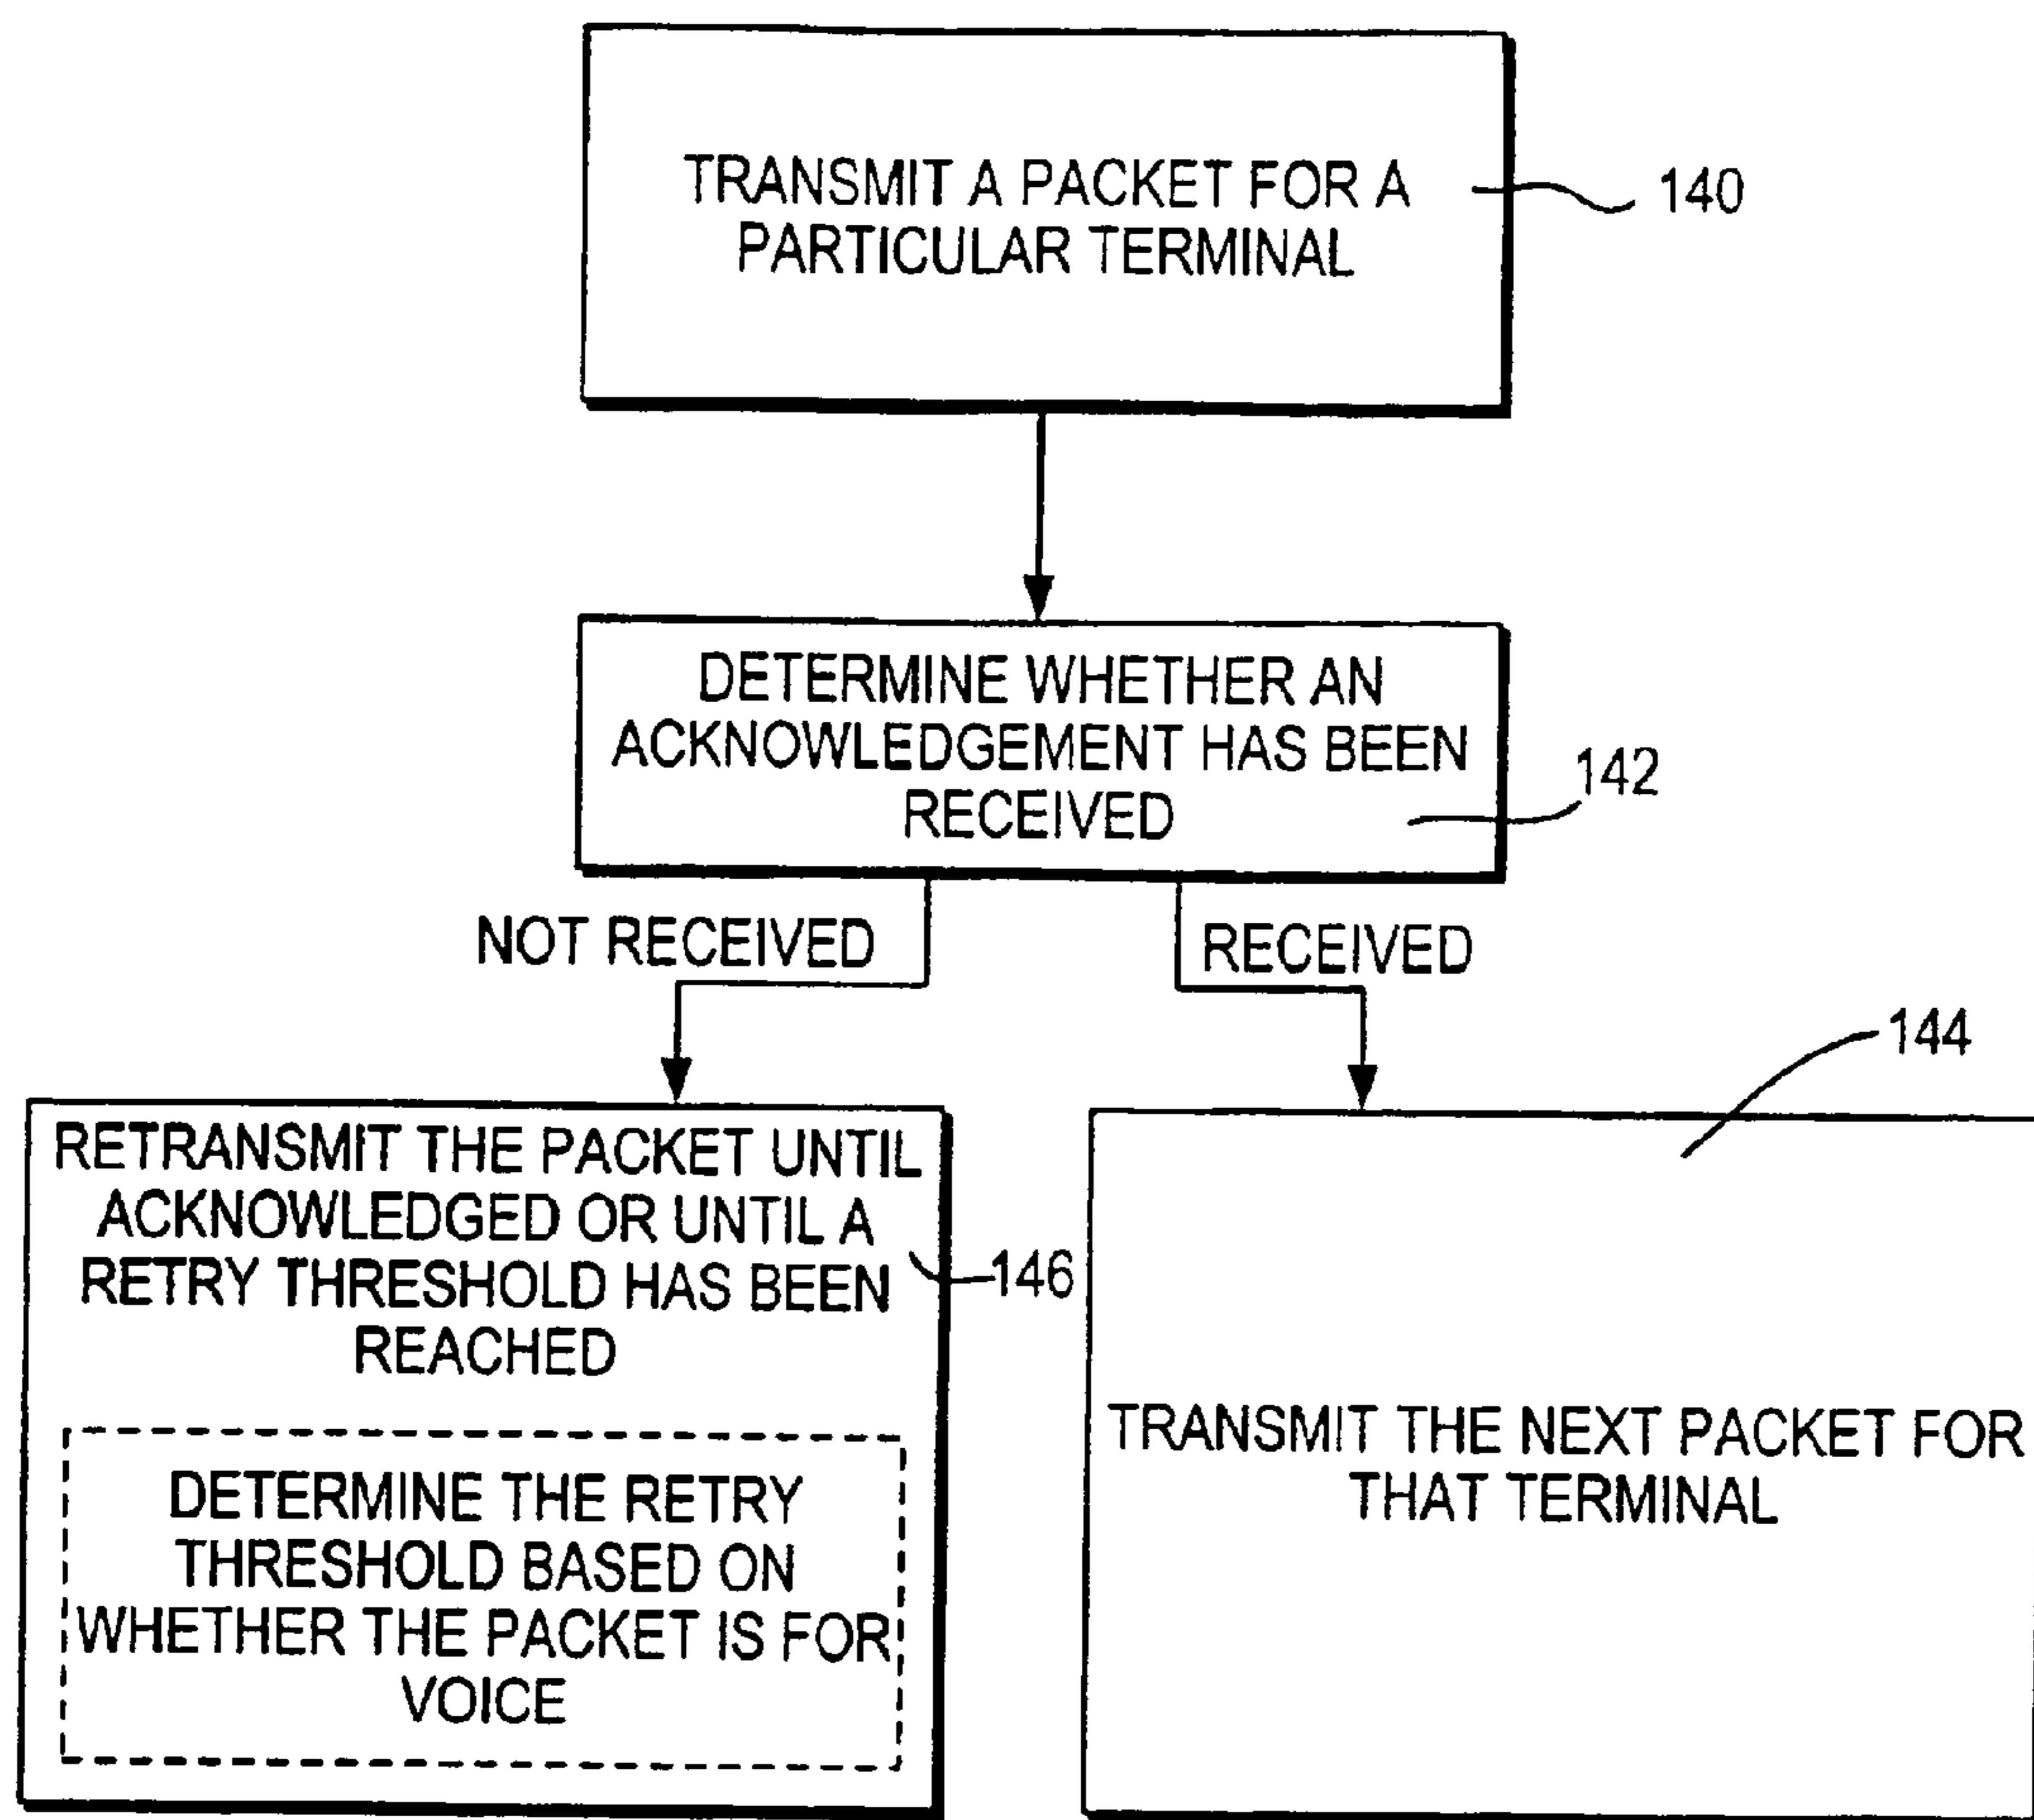 TRANSMIT A PACKET FOR A
PARTICULAR TERMINAL
140
DETERMINE WHETHER AN
ACKNOWLEDGEMENT HAS BEEN
RECEIVED
142
NOT RECEIVED
RECEIVED
144
RETRANSMIT THE PACKET UNTIL
ACKNOWLEDGED OR UNTIL A
RETRY THRESHOLD HAS BEEN
REACHED
146
DETERMINE THE RETRY
THRESHOLD BASED ON
WHETHER THE PACKET IS FOR
VOICE
TRANSMIT THE NEXT PACKET FOR
THAT TERMINAL